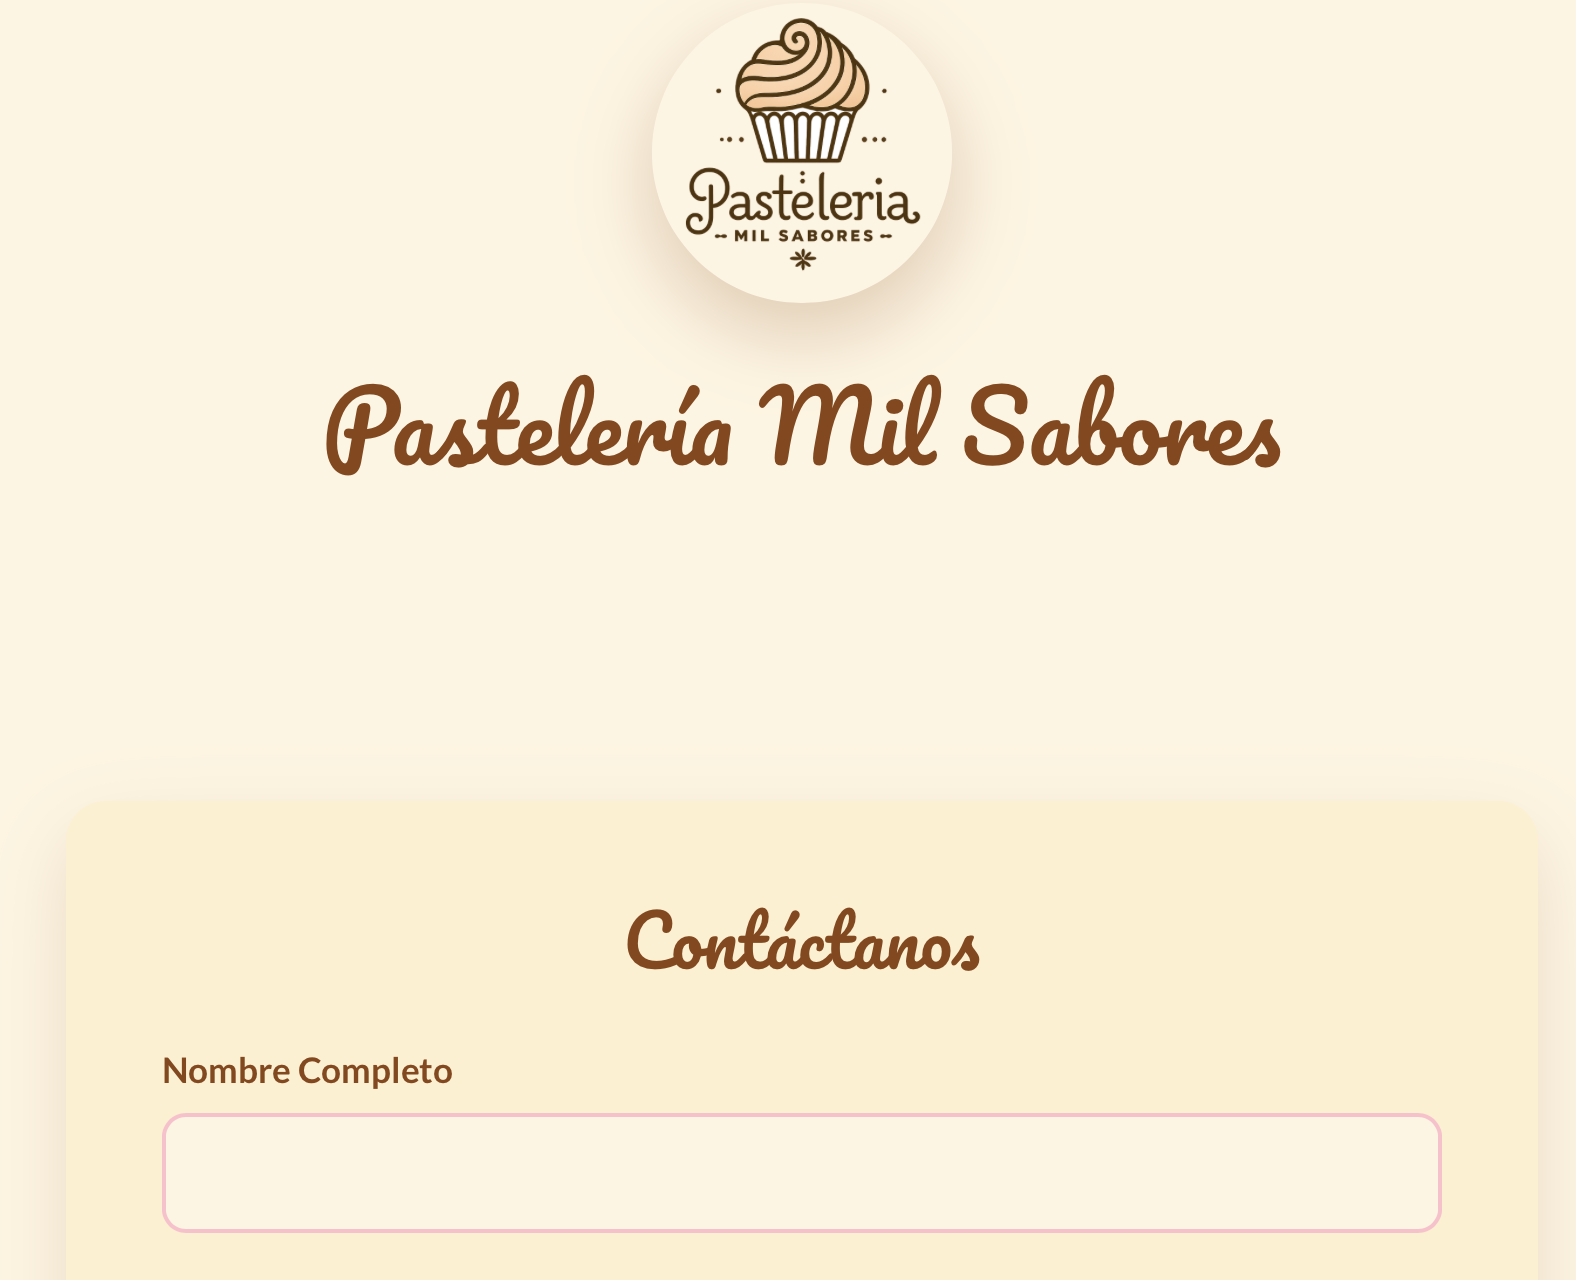 Pasteleria
MIL SABORES
Pastelería Mil Sabores
Contáctanos
Nombre Completo